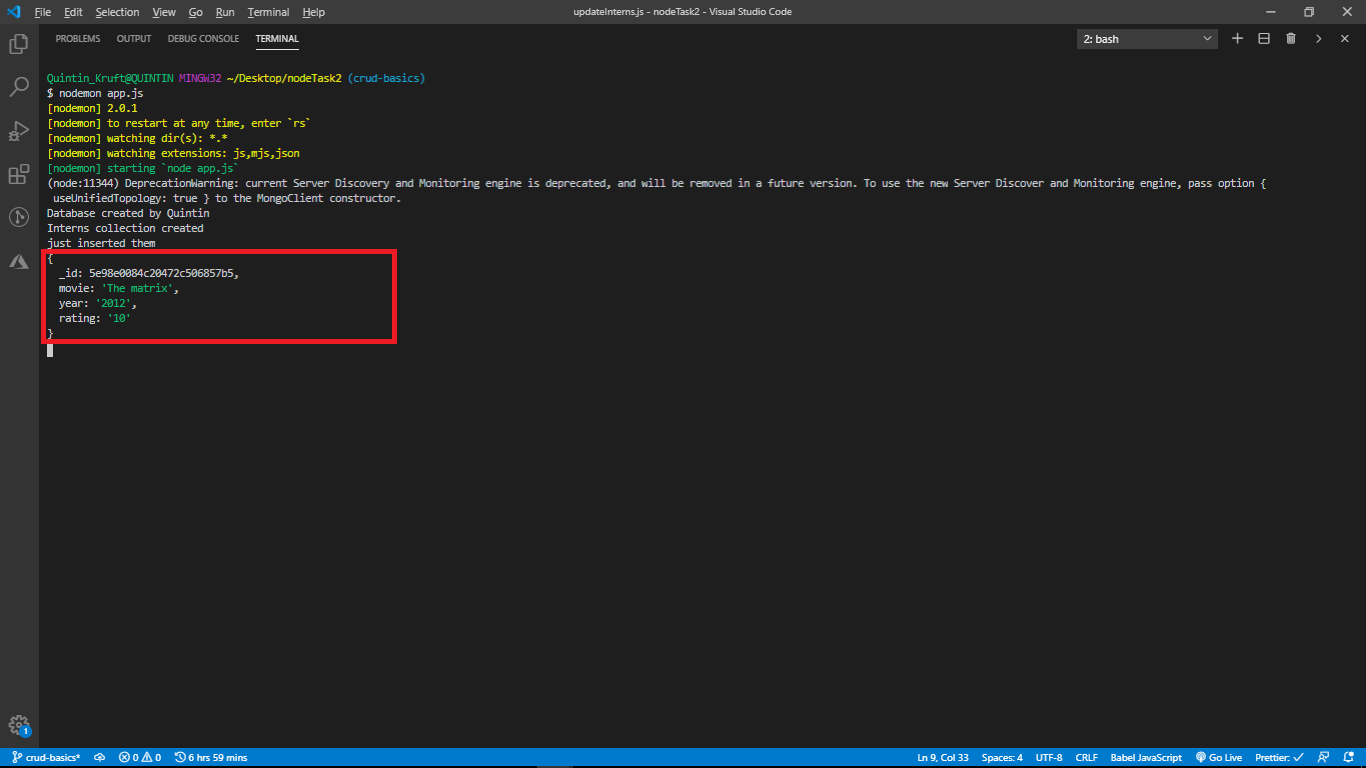 File Edit Selection View Go Run Terminal Help updateInterns.js - nodeTask2 - Visual Studio Code
PROBLEMS OUTPUT DEBUG CONSOLE TERMINAL 2: bash
Quintin_Kruft@QUINTIN MINGW32 ~/Desktop/nodeTask2 (crud-basics)
$ nodemon app.js
[nodemon] 2.0.1
[nodemon] to restart at any time, enter `rs`
[nodemon] watching dir(s): *.*
[nodemon] watching extensions: js,mjs,json
[nodemon] starting `node app.js`
(node:11344) DeprecationWarning: current Server Discovery and Monitoring engine is deprecated, and will be removed in a future version. To use the new Server Discover and Monitoring engine, pass option {
 useUnifiedTopology: true } to the MongoClient constructor.
Database created by Quintin
Interns collection created
just inserted them
{
  _id: 5e98e0084c20472c506857b5,
  movie: 'The matrix',
  year: '2012',
  rating: '10'
}
1
crud-basics* 0 0 6 hrs 59 mins Ln 9, Col 33 Spaces: 4 UTF-8 CRLF Babel JavaScript Go Live Prettier: ✓